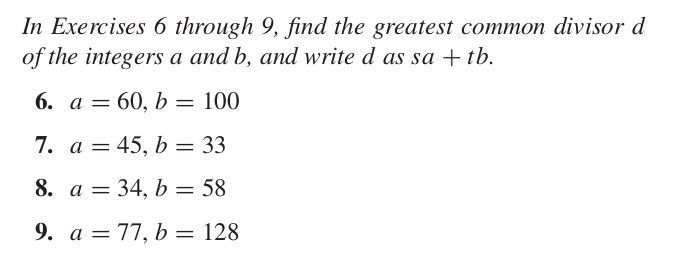 In Exercises 6 through 9, find the greatest common divisor d
of the integers a and b, and write d as sa + tb.
6. a = 60, b = 100
7. a = 45, b = 33
8. a = 34, b = 58
9. a = 77, b = 128